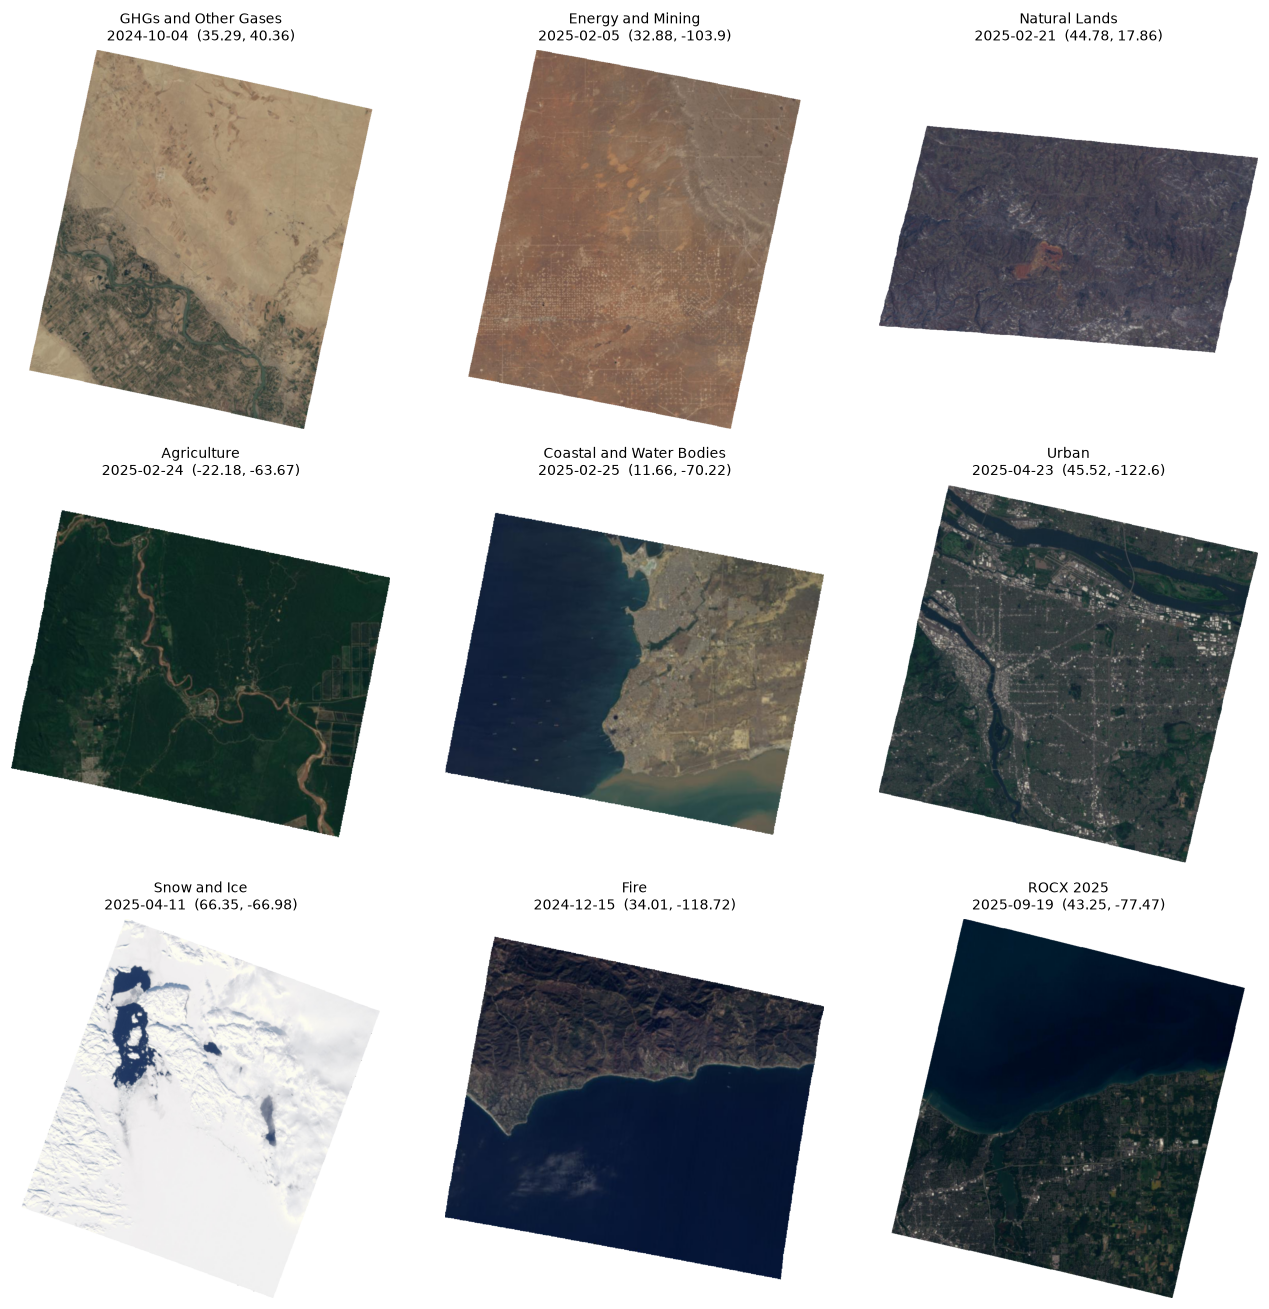 GHGs and Other Gases
2024-10-04  (35.29, 40.36)
Energy and Mining
2025-02-05  (32.88, -103.9)
Natural Lands
2025-02-21  (44.78, 17.86)
Agriculture
2025-02-24  (-22.18, -63.67)
Coastal and Water Bodies
2025-02-25  (11.66, -70.22)
Urban
2025-04-23  (45.52, -122.6)
Snow and Ice
2025-04-11  (66.35, -66.98)
Fire
2024-12-15  (34.01, -118.72)
ROCX 2025
2025-09-19  (43.25, -77.47)